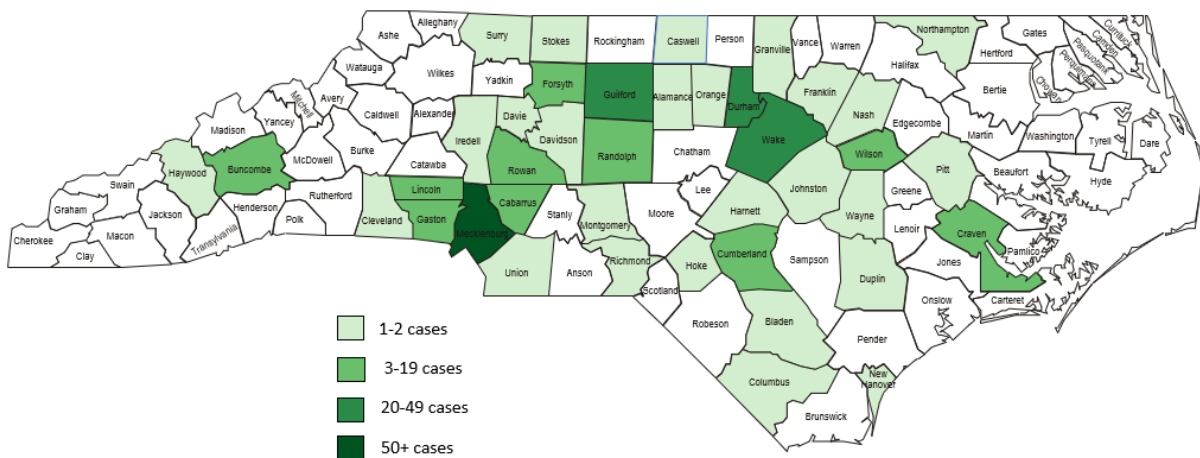 Alleghany
Ashe
Surry
Stokes
Rockingham
Caswell
Person
Granville
Vance
Warren
Northampton
Gates
Currituck
Camden
Pasquotank
Perquimans
Hertford
Halifax
Watauga
Wilkes
Yadkin
Forsyth
Guilford
Alamance
Orange
Durham
Franklin
Nash
Bertie
Chowan
Mitchell
Avery
Yancey
Madison
Caldwell
Alexander
Davie
Iredell
Davidson
Randolph
Chatham
Wake
Edgecombe
Martin
Washington
Tyrrell
Dare
Burke
McDowell
Catawba
Buncombe
Haywood
Rowan
Wilson
Pitt
Beaufort
Hyde
Swain
Rutherford
Lincoln
Cabarrus
Lee
Johnston
Greene
Graham
Jackson
Henderson
Polk
Cleveland
Gaston
Mecklenburg
Stanly
Montgomery
Moore
Harnett
Wayne
Lenoir
Craven
Cherokee
Macon
Clay
Transylvania
Union
Anson
Richmond
Hoke
Cumberland
Sampson
Duplin
Jones
Pamlico
Scotland
Robeson
Bladen
Onslow
Carteret
Pender
Columbus
New
Hanover
Brunswick
1-2 cases
3-19 cases
20-49 cases
50+ cases